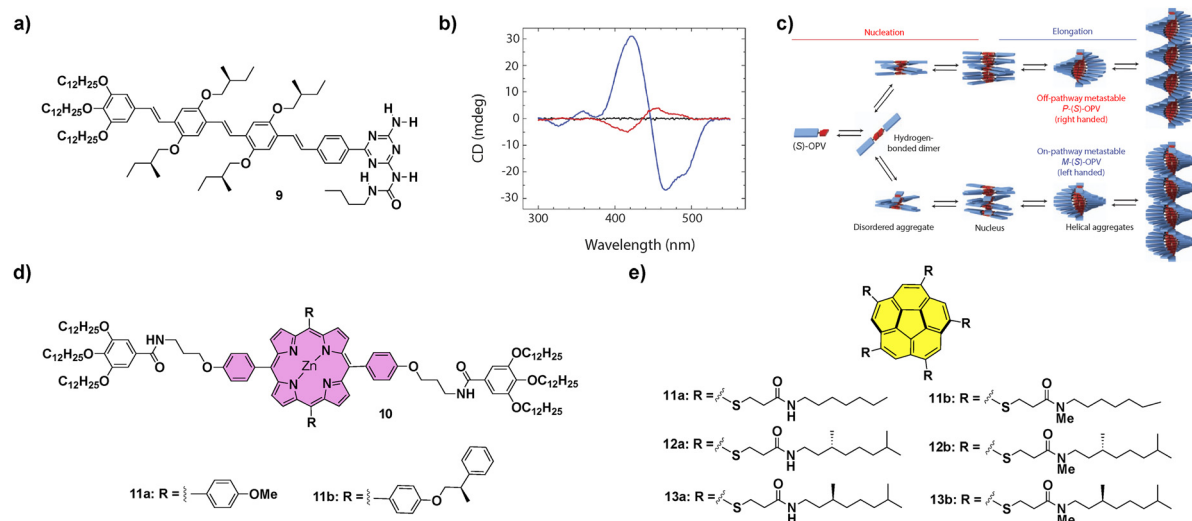 a)
C12H25O
C12H25O
C12H25O
O
O
O
O
N
N
N
N
H
H
N
H
H
N
O
9
b)
CD (mdeg)
30
20
10
0
-10
-20
-30
300
400
500
Wavelength (nm)
c)
Nucleation
Elongation
(S)-OPV
Hydrogen-
bonded dimer
Off-pathway metastable
P-(S)-OPV
(right handed)
On-pathway metastable
M-(S)-OPV
(left handed)
Disordered aggregate
Nucleus
Helical aggregates
d)
C12H25O
C12H25O
C12H25O
O
NH
O
R
N
N
Zn
N
N
R
O
N
H
O
OC12H25
OC12H25
OC12H25
10
11a: R =
OMe
11b: R =
O
e)
R
R
R
R
R
11a: R =
S
O
N
H
11b: R =
S
O
N
Me
12a: R =
S
O
N
H
12b: R =
S
O
N
Me
13a: R =
S
O
N
H
13b: R =
S
O
N
Me